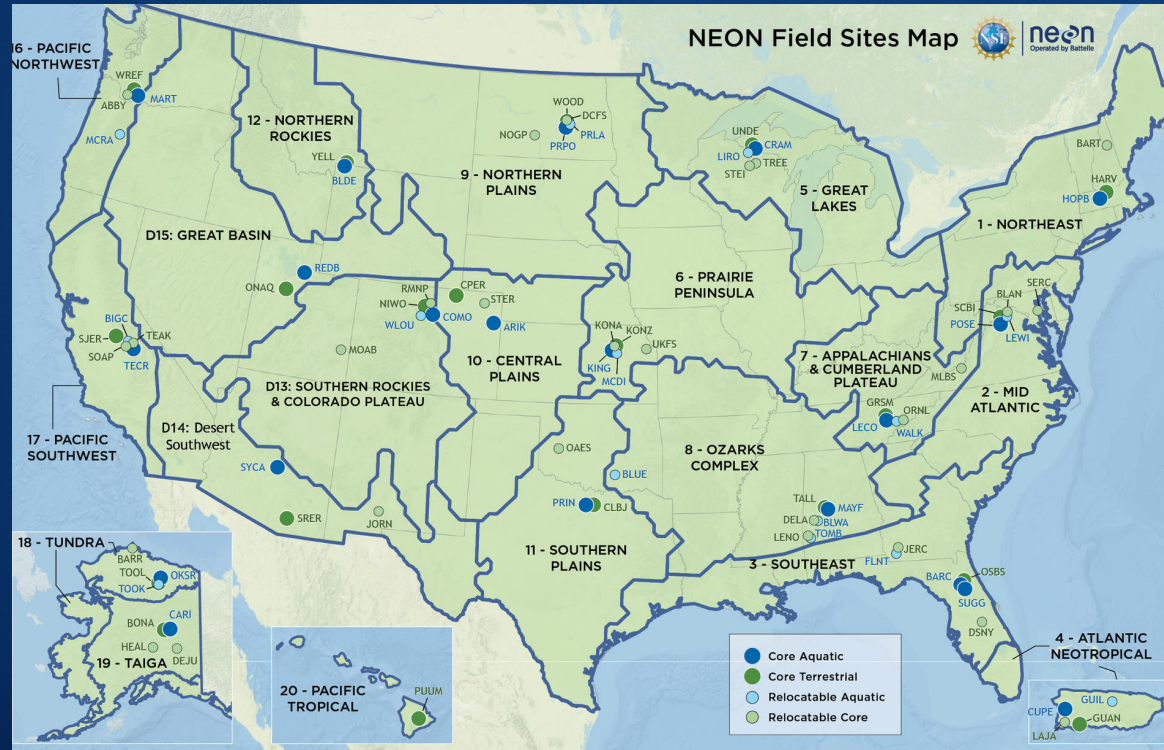 NEON Field Sites Map
NSF
neon
Operated by Battelle
16 - PACIFIC
NORTHWEST
WREF
ABBY
MART
MCRA
12 - NORTHERN
ROCKIES
YELL
BLDE
WOOD
DCFS
NOGP
PRLA
PRPO
9 - NORTHERN
PLAINS
UNDE
CRAM
LIRO
TREE
STEI
5 - GREAT
LAKES
BART
HARV
HOPB
1 - NORTHEAST
D15: GREAT BASIN
REDB
ONAQ
6 - PRAIRIE
PENINSULA
RMNP
CPER
NIWO
STER
WLOU
COMO
ARIK
SERC
BLAN
SCBI
POSE
LEWI
BIGC
SJER
TEAK
SOAP
TECR
MOAB
KONA
KONZ
UKFS
KING
MCDI
10 - CENTRAL
PLAINS
7 - APPALACHIANS
& CUMBERLAND
PLATEAU
MLBS
2 - MID
ATLANTIC
D13: SOUTHERN ROCKIES
& COLORADO PLATEAU
GRSM
ORNL
LECO
WALK
17 - PACIFIC
SOUTHWEST
D14: Desert
Southwest
SYCA
OAES
BLUE
8 - OZARKS
COMPLEX
PRIN
CLBJ
TALL
MAYF
DELA
BLWA
TOMB
LENO
SRER
JORN
11 - SOUTHERN
PLAINS
3 - SOUTHEAST
JERC
FLNT
OSBS
BARC
SUGG
DSNY
18 - TUNDRA
BARR
TOOL
OKSR
TOOK
CARI
BONA
HEAL
DEJU
19 - TAIGA
20 - PACIFIC
TROPICAL
PUUM
Core Aquatic
Core Terrestrial
Relocatable Aquatic
Relocatable Core
4 - ATLANTIC
NEOTROPICAL
GUIL
CUPE
GUAN
LAJA